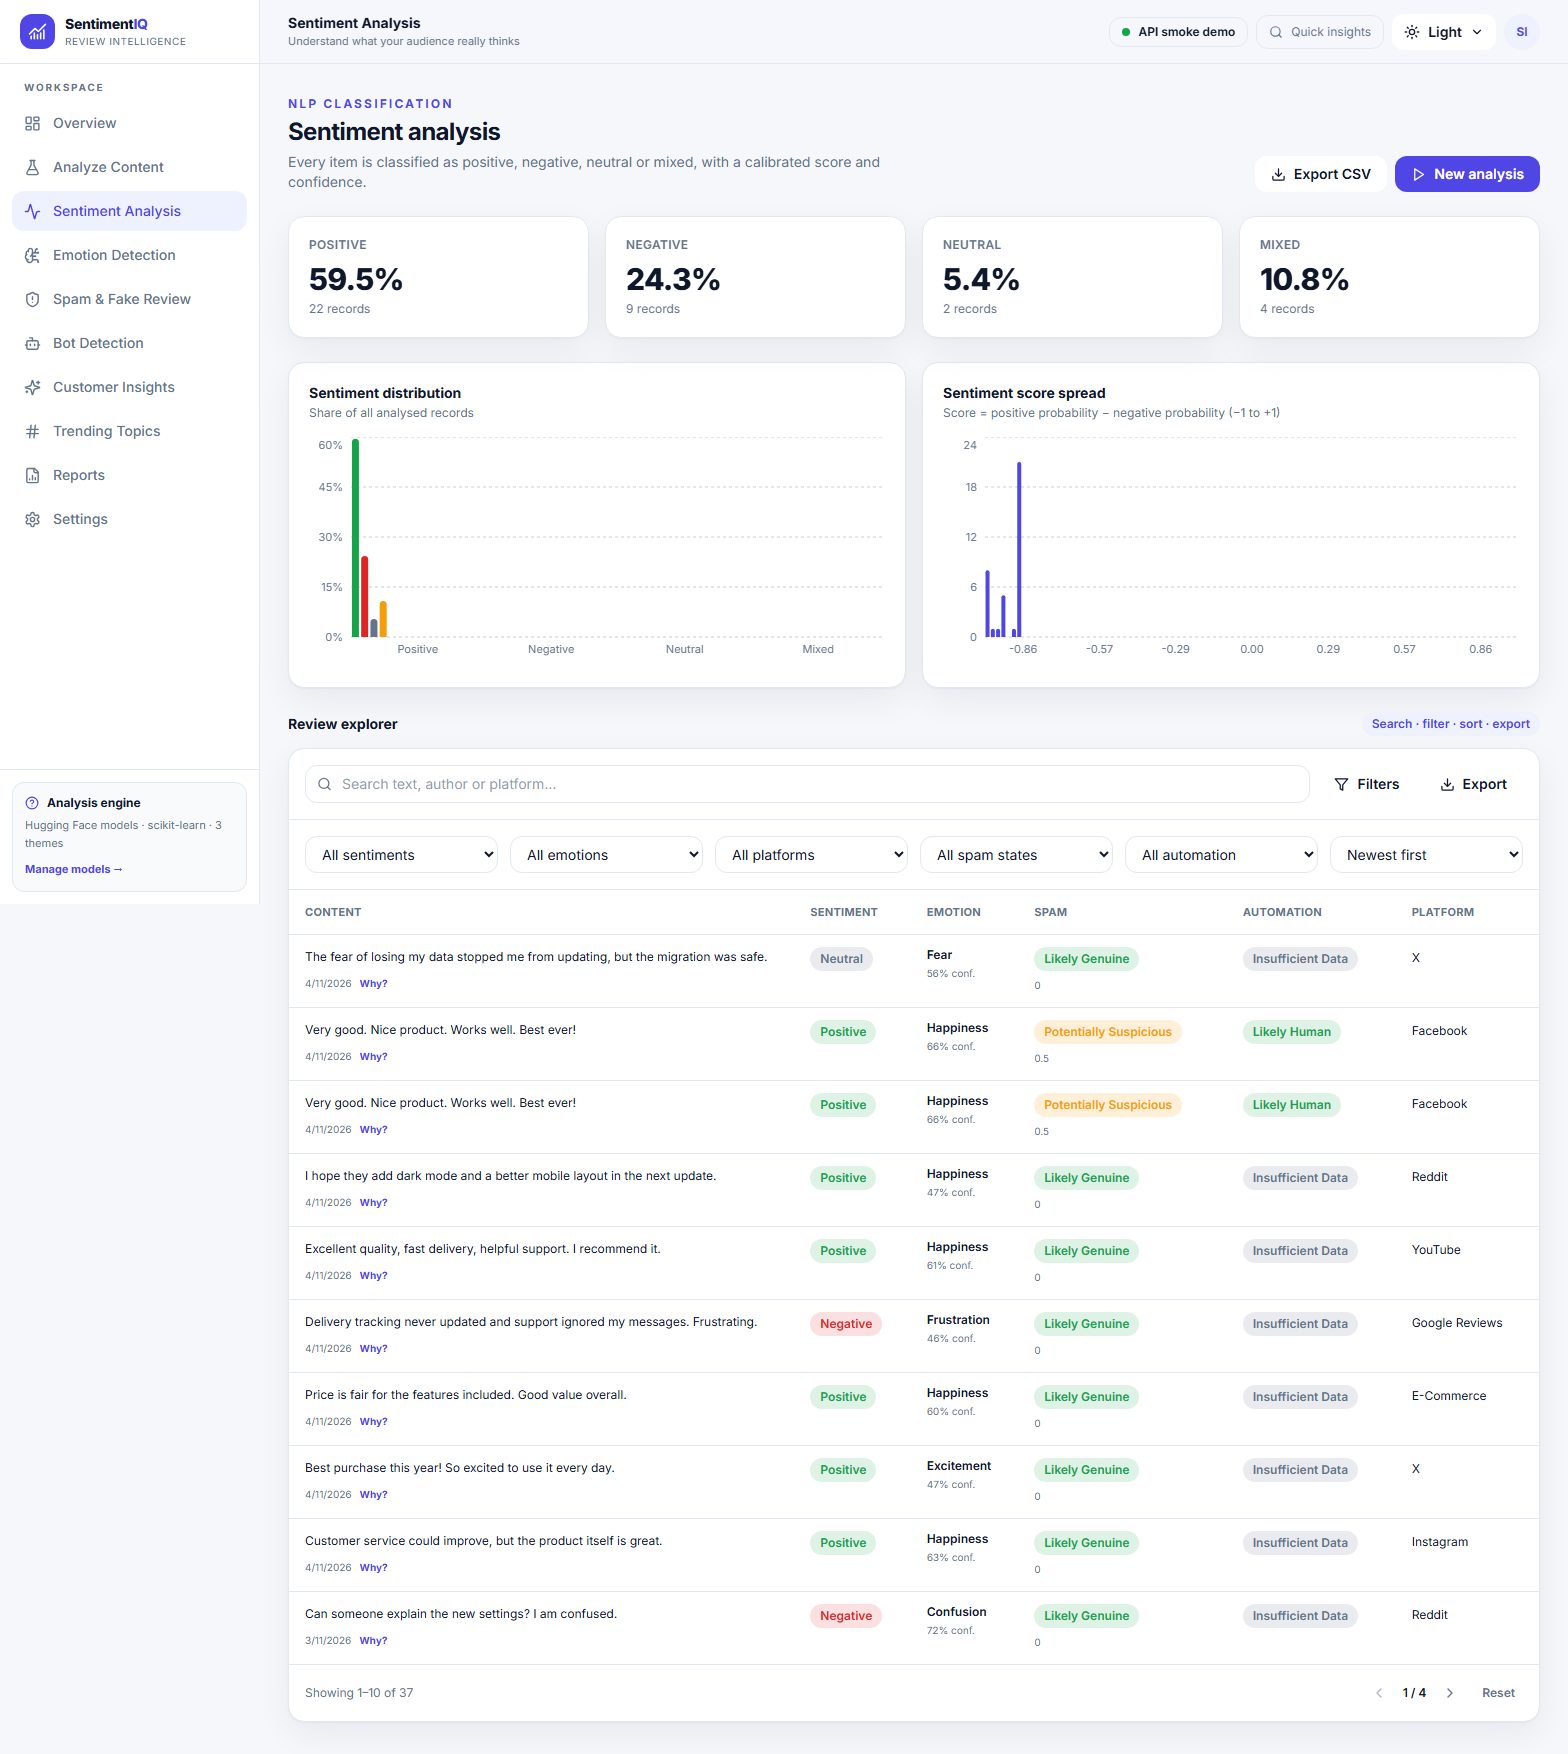 SentimentIQ
REVIEW INTELLIGENCE
WORKSPACE
Overview
Analyze Content
Sentiment Analysis
Emotion Detection
Spam & Fake Review
Bot Detection
Customer Insights
Trending Topics
Reports
Settings
Analysis engine
Hugging Face models · scikit-learn · 3
themes
Manage models →
Sentiment Analysis
Understand what your audience really thinks
API smoke demo
Quick insights
Light
SI
NLP CLASSIFICATION
Sentiment analysis
Every item is classified as positive, negative, neutral or mixed, with a calibrated score and
confidence.
Export CSV
New analysis
POSITIVE
59.5%
22 records
NEGATIVE
24.3%
9 records
NEUTRAL
5.4%
2 records
MIXED
10.8%
4 records
Sentiment distribution
Share of all analysed records
60%
45%
30%
15%
0%
Positive Negative Neutral Mixed
Sentiment score spread
Score = positive probability − negative probability (−1 to +1)
24
18
12
6
0
-0.86 -0.57 -0.29 0.00 0.29 0.57 0.86
Review explorer
Search · filter · sort · export
Search text, author or platform...
Filters
Export
All sentiments
All emotions
All platforms
All spam states
All automation
Newest first
CONTENT SENTIMENT EMOTION SPAM AUTOMATION PLATFORM
The fear of losing my data stopped me from updating, but the migration was safe. Neutral Fear Likely Genuine Insufficient Data X
4/11/2026 Why? 56% conf. 0
Very good. Nice product. Works well. Best ever! Positive Happiness Potentially Suspicious Likely Human Facebook
4/11/2026 Why? 66% conf. 0.5
Very good. Nice product. Works well. Best ever! Positive Happiness Potentially Suspicious Likely Human Facebook
4/11/2026 Why? 66% conf. 0.5
I hope they add dark mode and a better mobile layout in the next update. Positive Happiness Likely Genuine Insufficient Data Reddit
4/11/2026 Why? 47% conf. 0
Excellent quality, fast delivery, helpful support. I recommend it. Positive Happiness Likely Genuine Insufficient Data YouTube
4/11/2026 Why? 61% conf. 0
Delivery tracking never updated and support ignored my messages. Frustrating. Negative Frustration Likely Genuine Insufficient Data Google Reviews
4/11/2026 Why? 46% conf. 0
Price is fair for the features included. Good value overall. Positive Happiness Likely Genuine Insufficient Data E-Commerce
4/11/2026 Why? 60% conf. 0
Best purchase this year! So excited to use it every day. Positive Excitement Likely Genuine Insufficient Data X
4/11/2026 Why? 47% conf. 0
Customer service could improve, but the product itself is great. Positive Happiness Likely Genuine Insufficient Data Instagram
4/11/2026 Why? 63% conf. 0
Can someone explain the new settings? I am confused. Negative Confusion Likely Genuine Insufficient Data Reddit
3/11/2026 Why? 72% conf. 0
Showing 1–10 of 37
1 / 4
Reset